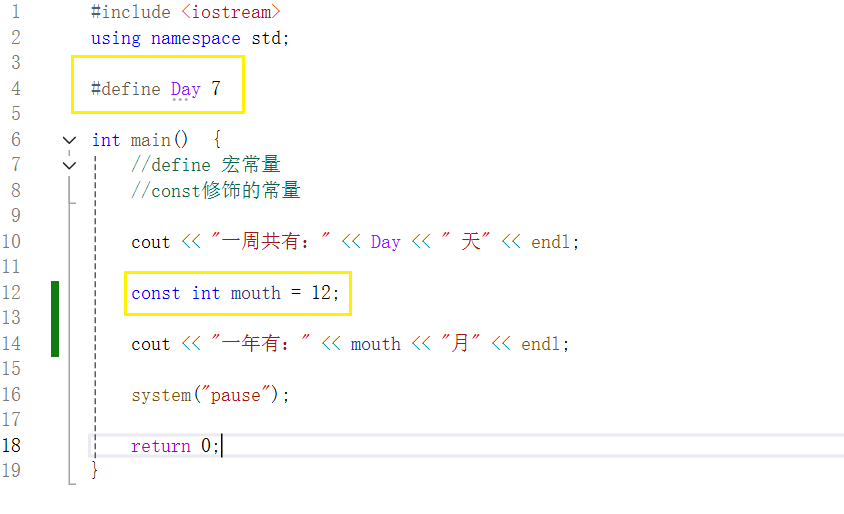 1 #include <iostream>
2 using namespace std;
3
4 #define Day 7
5
6 int main()  {
7 //define 宏常量
8 //const修饰的常量
9
10 cout << "一周共有：" << Day << " 天" << endl;
11
12 const int mouth = 12;
13
14 cout << "一年有：" << mouth << "月" << endl;
15
16 system("pause");
17
18 return 0;
19 }